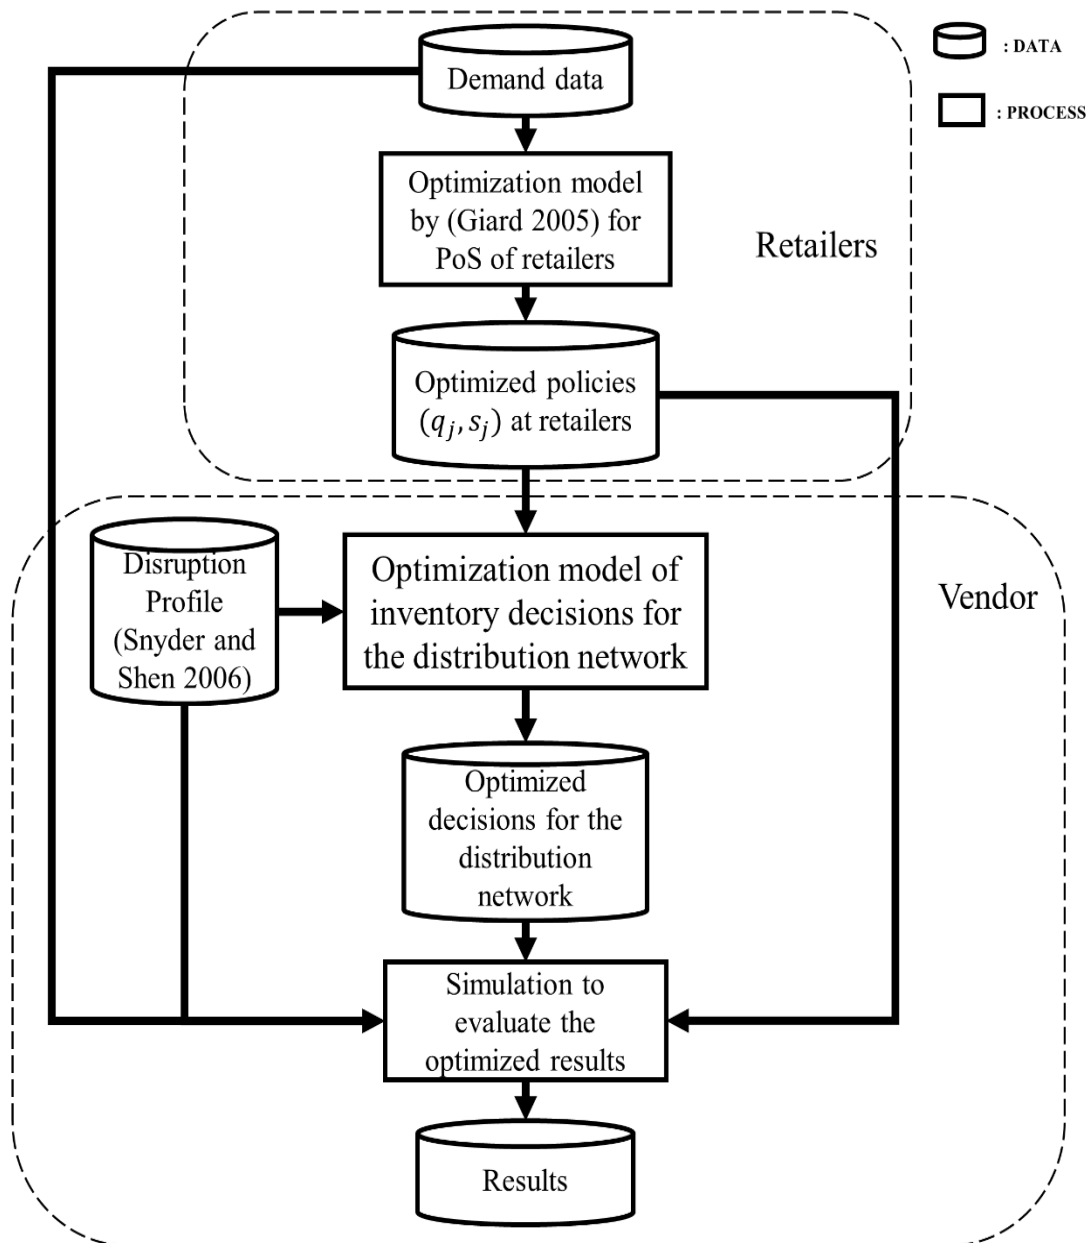 Demand data
: DATA
: PROCESS
Optimization model
by (Giard 2005) for
PoS of retailers
Retailers
Optimized policies
(qⱼ, sⱼ) at retailers
Disruption
Profile
(Snyder and
Shen 2006)
Optimization model of
inventory decisions for
the distribution network
Vendor
Optimized
decisions for the
distribution
network
Simulation to
evaluate the
optimized results
Results